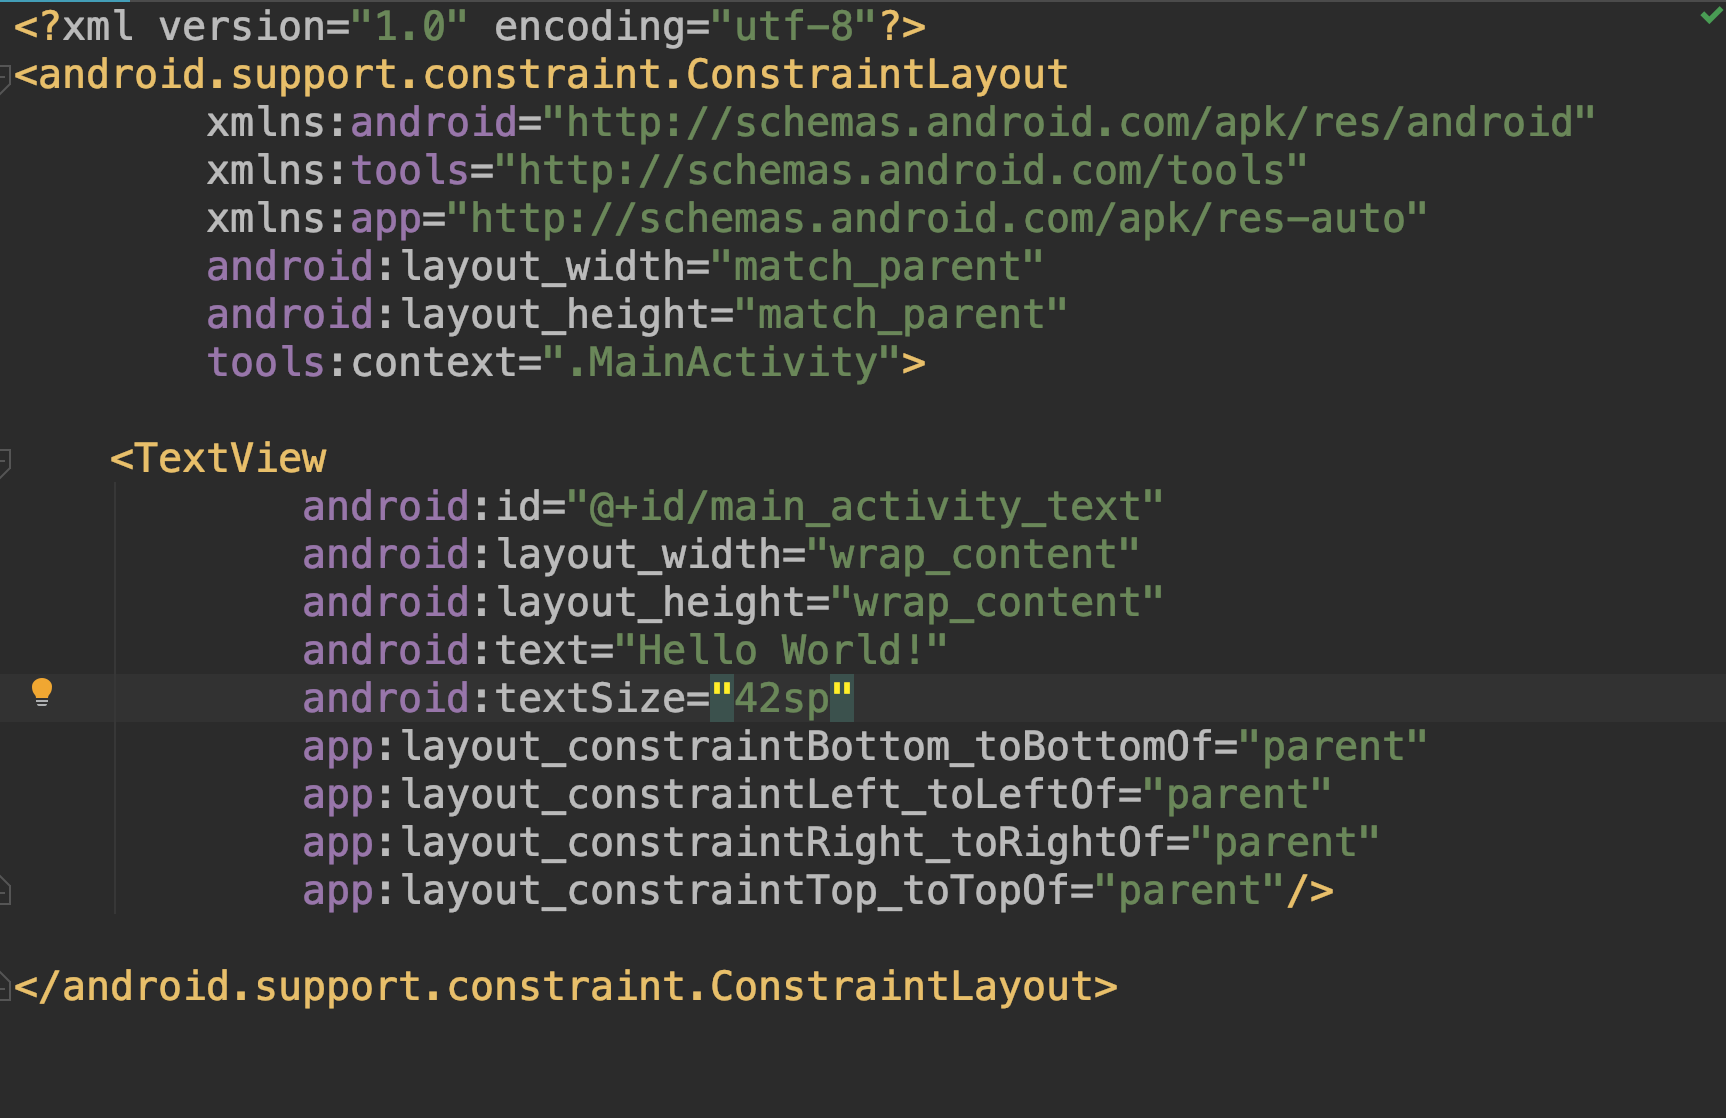 <?xml version="1.0" encoding="utf-8"?>
<android.support.constraint.ConstraintLayout
        xmlns:android="http://schemas.android.com/apk/res/android"
        xmlns:tools="http://schemas.android.com/tools"
        xmlns:app="http://schemas.android.com/apk/res-auto"
        android:layout_width="match_parent"
        android:layout_height="match_parent"
        tools:context=".MainActivity">

    <TextView
            android:id="@+id/main_activity_text"
            android:layout_width="wrap_content"
            android:layout_height="wrap_content"
            android:text="Hello World!"
            android:textSize="42sp"
            app:layout_constraintBottom_toBottomOf="parent"
            app:layout_constraintLeft_toLeftOf="parent"
            app:layout_constraintRight_toRightOf="parent"
            app:layout_constraintTop_toTopOf="parent"/>

</android.support.constraint.ConstraintLayout>